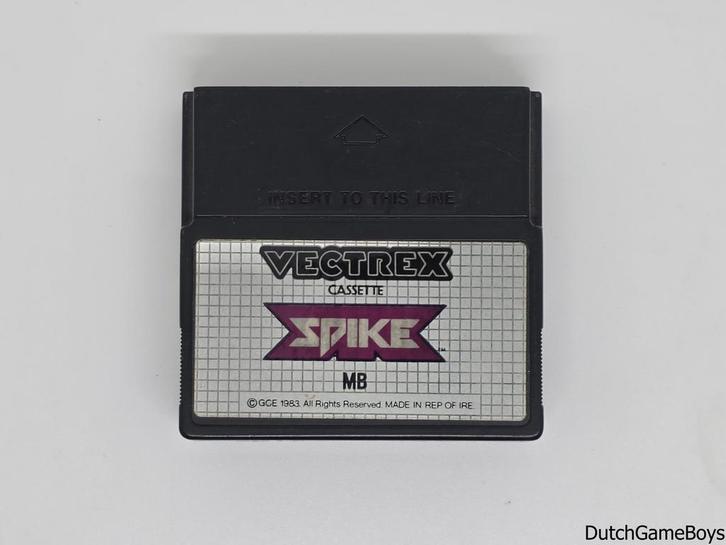 INSERT TO THIS LINE
VECTREX
CASSETTE
SPIKE ™
MB
©GCE 1983. All Rights Reserved. MADE IN REP OF IRE.
DutchGameBoys